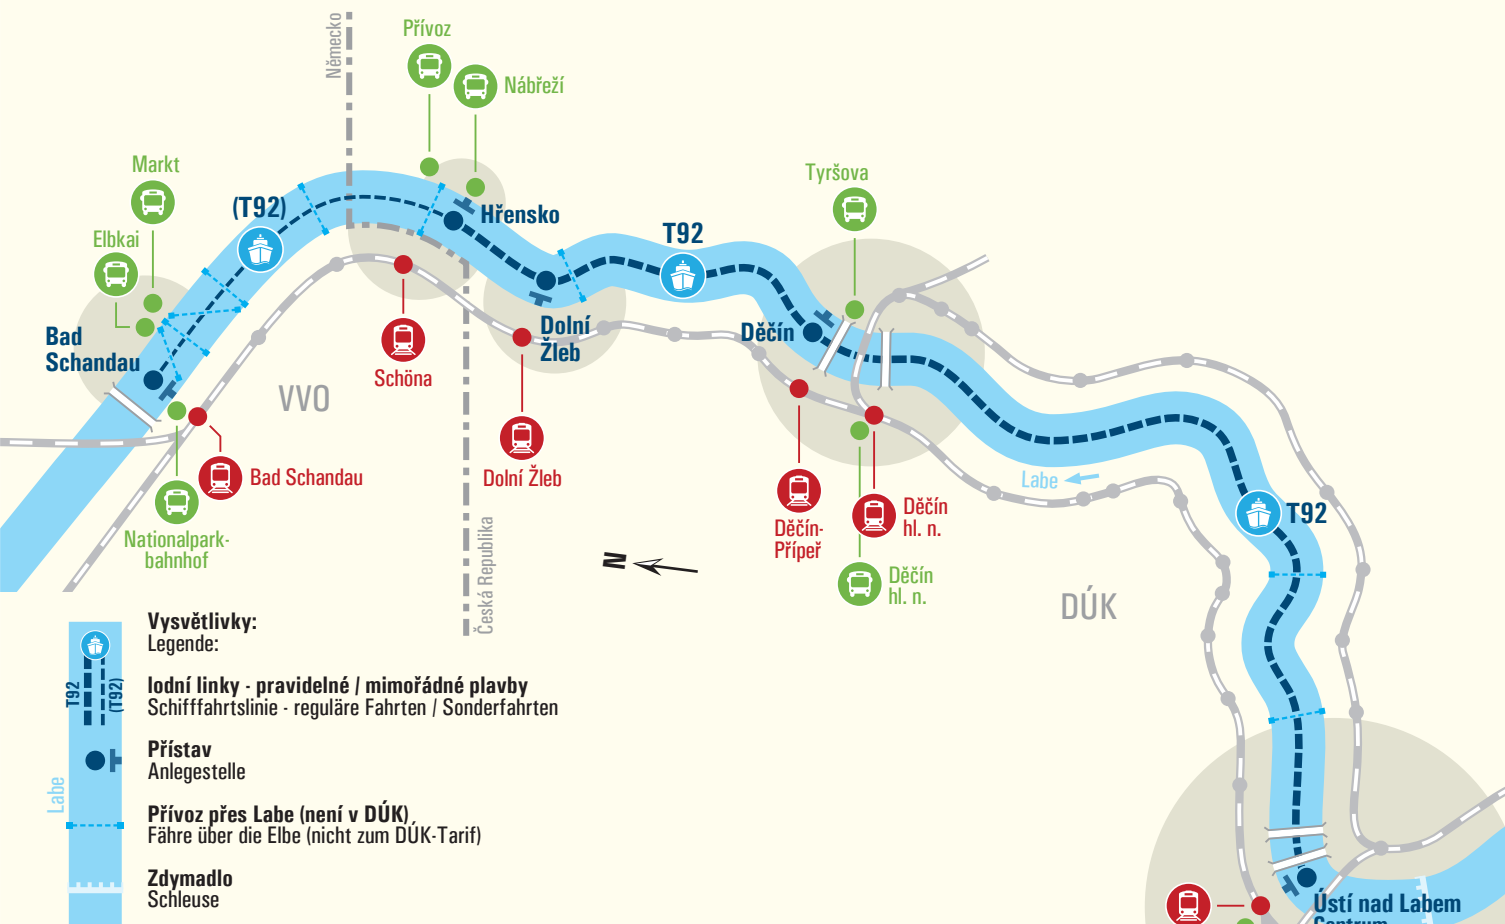 Německo
Přívoz
Nábřeží
Markt
Elbkai
(T92)
Hřensko
Tyršova
T92
Bad
Schandau
Dolní
Žleb
Děčín
Schöna
VVO
Dolní Žleb
Bad Schandau
Nationalpark-
bahnhof
Česká Republika
Děčín-
Přípeř
Děčín
hl. n.
Děčín
hl. n.
N
Labe
T92
DÚK
Vysvětlivky:
Legende:
T92
(T92)
lodní linky - pravidelné / mimořádné plavby
Schifffahrtslinie - reguläre Fahrten / Sonderfahrten
Přístav
Anlegestelle
Labe
Přívoz přes Labe (není v DÚK)
Fähre über die Elbe (nicht zum DÚK-Tarif)
Zdymadlo
Schleuse
Ústí nad Labem
Centrum